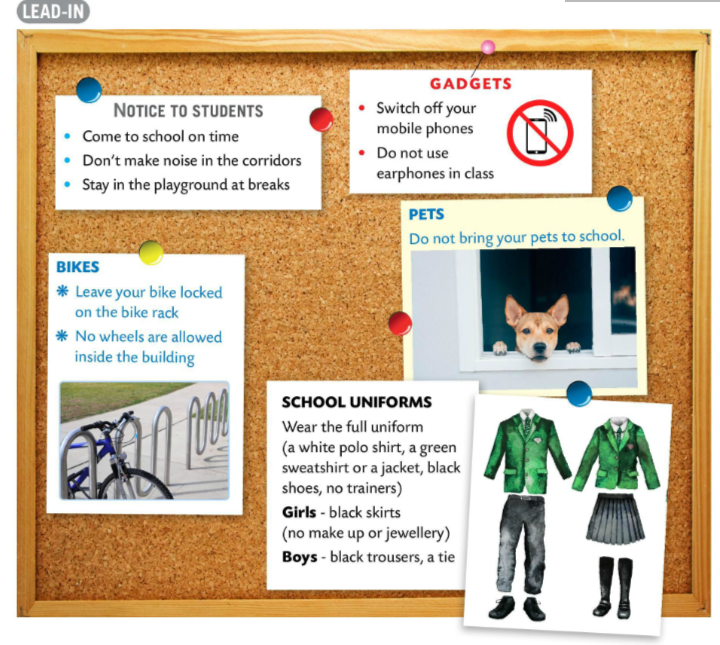 LEAD-IN
NOTICE TO STUDENTS
• Come to school on time
• Don't make noise in the corridors
• Stay in the playground at breaks
GADGETS
• Switch off your
mobile phones
• Do not use
earphones in class
PETS
Do not bring your pets to school.
BIKES
* Leave your bike locked
on the bike rack
* No wheels are allowed
inside the building
SCHOOL UNIFORMS
Wear the full uniform
(a white polo shirt, a green
sweatshirt or a jacket, black
shoes, no trainers)
Girls - black skirts
(no make up or jewellery)
Boys - black trousers, a tie